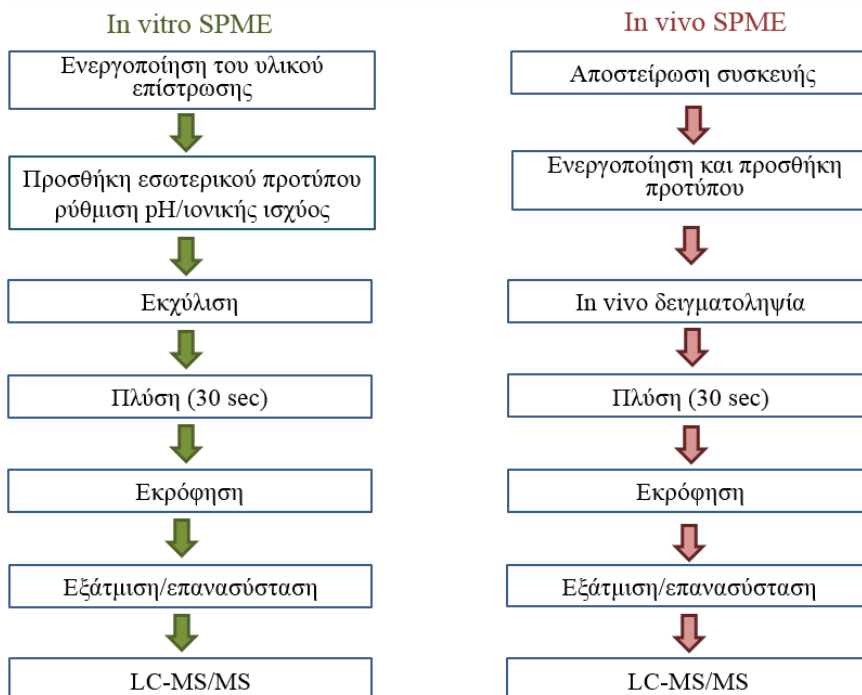 In vitro SPME
Ενεργοποίηση του υλικού
επίστρωσης
Προσθήκη εσωτερικού προτύπου
ρύθμιση pH/ιονικής ισχύος
Εκχύλιση
Πλύση (30 sec)
Εκρόφηση
Εξάτμιση/επανασύσταση
LC-MS/MS
In vivo SPME
Αποστείρωση συσκευής
Ενεργοποίηση και προσθήκη
προτύπου
In vivo δειγματοληψία
Πλύση (30 sec)
Εκρόφηση
Εξάτμιση/επανασύσταση
LC-MS/MS